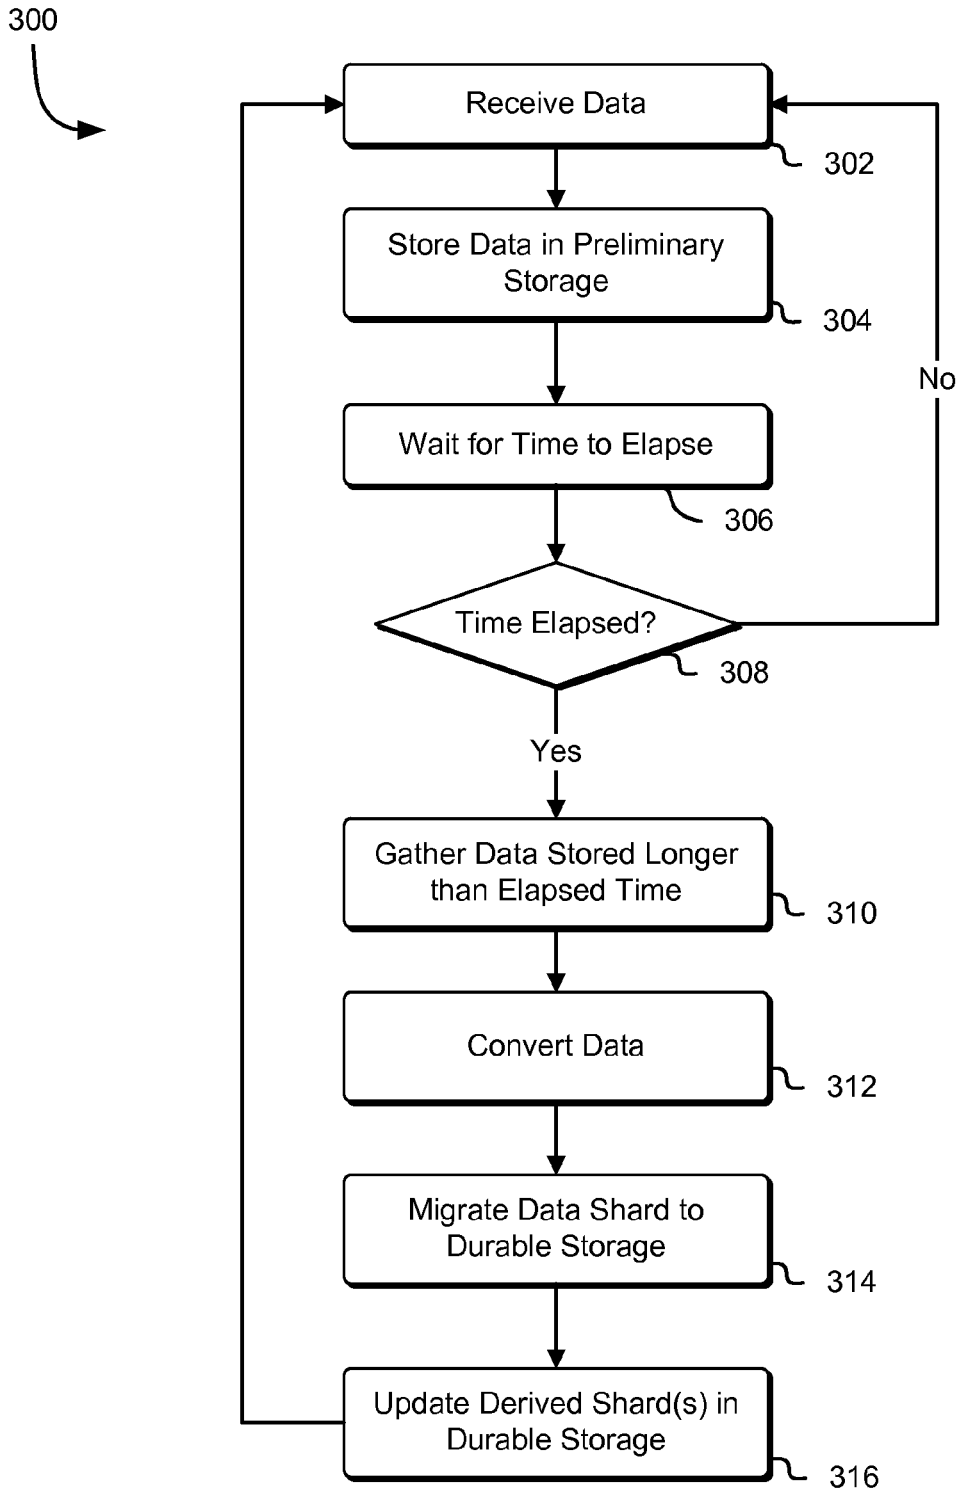 300
Receive Data
302
Store Data in Preliminary
Storage
304
Wait for Time to Elapse
306
Time Elapsed?
308
No
Yes
Gather Data Stored Longer
than Elapsed Time
310
Convert Data
312
Migrate Data Shard to
Durable Storage
314
Update Derived Shard(s) in
Durable Storage
316